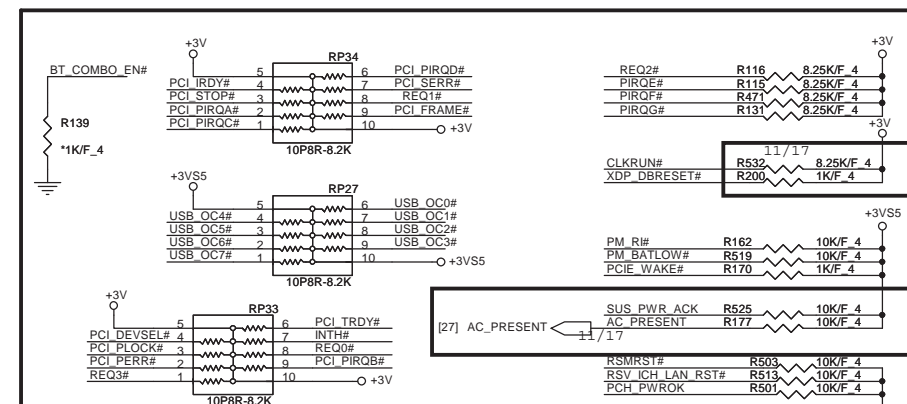 +3V
RP34
BT_COMBO_EN#
5
6
PCI_PIRQD#
PCI_IRDY#
4
7
PCI_SERR#
PCI_STOP#
3
8
REQ1#
PCI_PIRQA#
2
9
PCI_FRAME#
PCI_PIRQC#
1
10
+3V
10P8R-8.2K
R139
*1K/F_4
+3VS5
RP27
5
6
USB_OC0#
USB_OC4#
4
7
USB_OC1#
USB_OC5#
3
8
USB_OC2#
USB_OC6#
2
9
USB_OC3#
USB_OC7#
1
10
+3VS5
10P8R-8.2K
+3V
RP33
5
6
PCI_TRDY#
PCI_DEVSEL#
4
7
INTH#
PCI_PLOCK#
3
8
REQ0#
PCI_PERR#
2
9
PCI_PIRQB#
REQ3#
1
10
+3V
10P8R-8.2K
+3V
REQ2# R116 8.25K/F_4
PIRQE# R115 8.25K/F_4
PIRQF# R471 8.25K/F_4
PIRQG# R131 8.25K/F_4
+3V
11/17
CLKRUN# R532 8.25K/F_4
XDP_DBRESET# R200 1K/F_4
+3VS5
PM_RI# R162 10K/F_4
PM_BATLOW# R519 10K/F_4
PCIE_WAKE# R170 1K/F_4
SUS_PWR_ACK R525 10K/F_4
[27] AC_PRESENT
AC_PRESENT R177 10K/F_4
11/17
RSMRST# R503 10K/F_4
RSV_ICH_LAN_RST# R513 10K/F_4
PCH_PWROK R501 10K/F_4